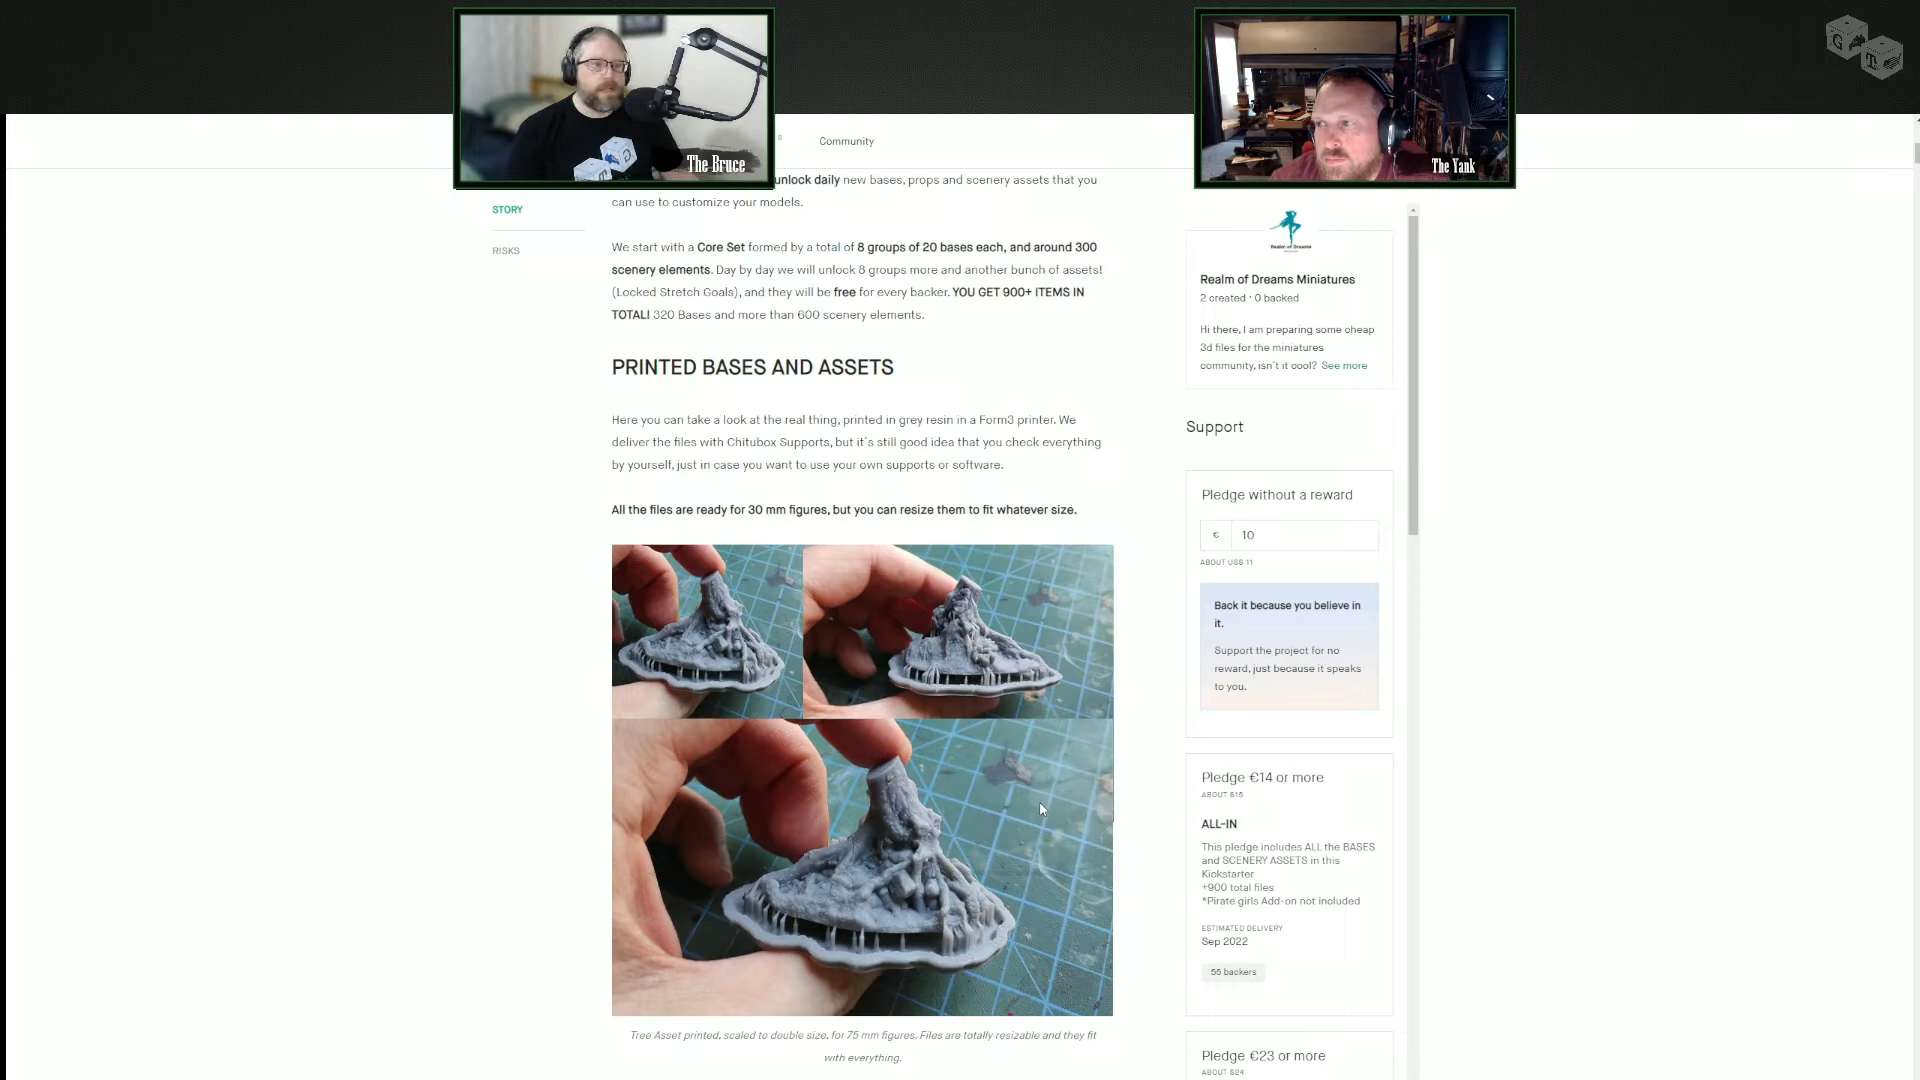 The Bruce
The Yank
G
T
8
Community
unlock daily new bases, props and scenery assets that you
can use to customize your models.
STORY
RISKS
We start with a Core Set formed by a total of 8 groups of 20 bases each, and around 300
scenery elements. Day by day we will unlock 8 groups more and another bunch of assets!
(Locked Stretch Goals), and they will be free for every backer. YOU GET 900+ ITEMS IN
TOTAL! 320 Bases and more than 600 scenery elements.
PRINTED BASES AND ASSETS
Here you can take a look at the real thing, printed in grey resin in a Form3 printer. We
deliver the files with Chitubox Supports, but it´s still good idea that you check everything
by yourself, just in case you want to use your own supports or software.
All the files are ready for 30 mm figures, but you can resize them to fit whatever size.
Tree Asset printed, scaled to double size, for 75 mm figures. Files are totally resizable and they fit
with everything.
Realm of Dreams
Realm of Dreams Miniatures
2 created · 0 backed
Hi there, I am preparing some cheap
3d files for the miniatures
community, isn´t it cool? See more
Support
Pledge without a reward
€ 10
ABOUT US$ 11
Back it because you believe in
it.
Support the project for no
reward, just because it speaks
to you.
Pledge €14 or more
ABOUT $15
ALL-IN
This pledge includes ALL the BASES
and SCENERY ASSETS in this
Kickstarter
+900 total files
*Pirate girls Add-on not included
ESTIMATED DELIVERY
Sep 2022
55 backers
Pledge €23 or more
ABOUT $24